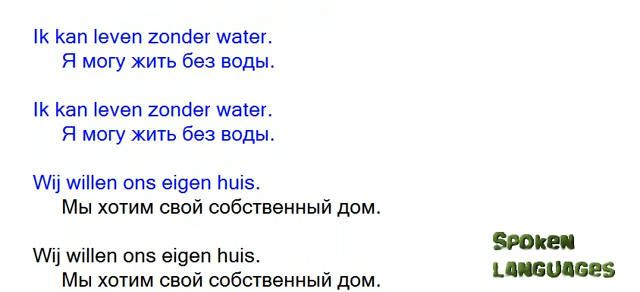 Ik kan leven zonder water.
Я могу жить без воды.
Ik kan leven zonder water.
Я могу жить без воды.
Wij willen ons eigen huis.
Мы хотим свой собственный дом.
Wij willen ons eigen huis.
Мы хотим свой собственный дом.
Spoken
Languages